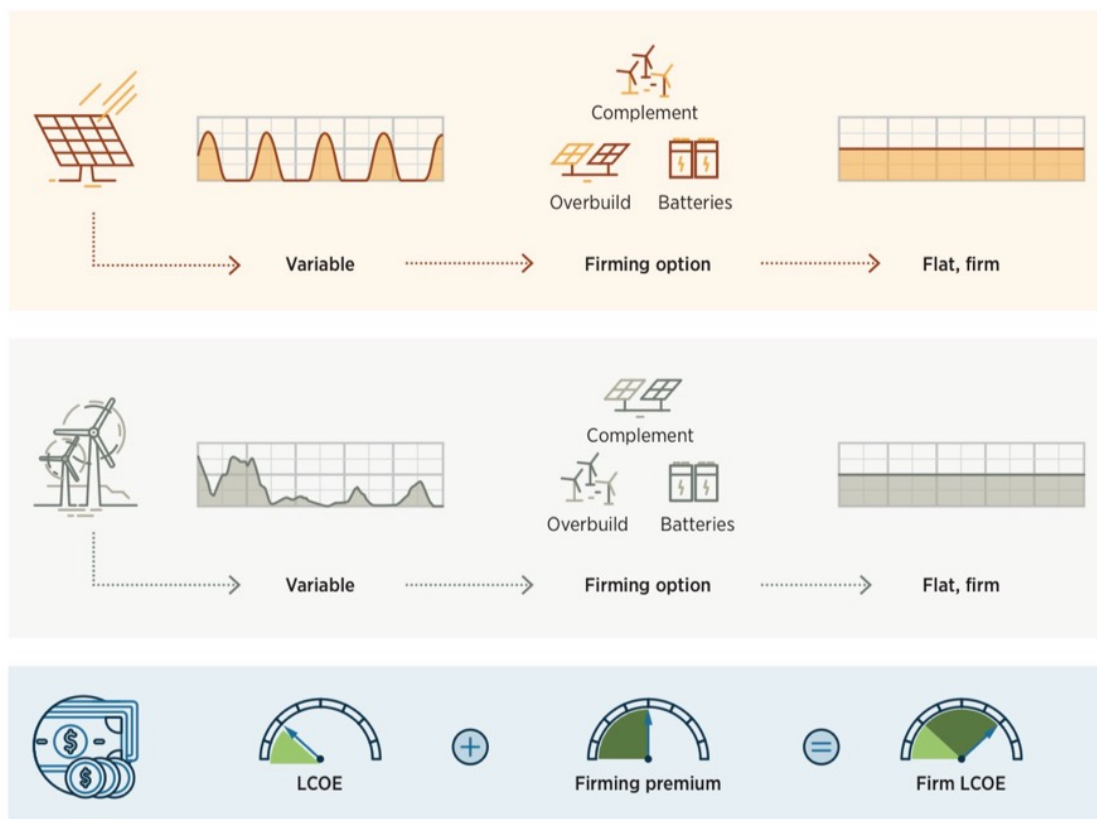 Complement
Overbuild Batteries
Variable Firming option Flat, firm
Complement
Overbuild Batteries
Variable Firming option Flat, firm
$
$
LCOE + Firming premium = Firm LCOE